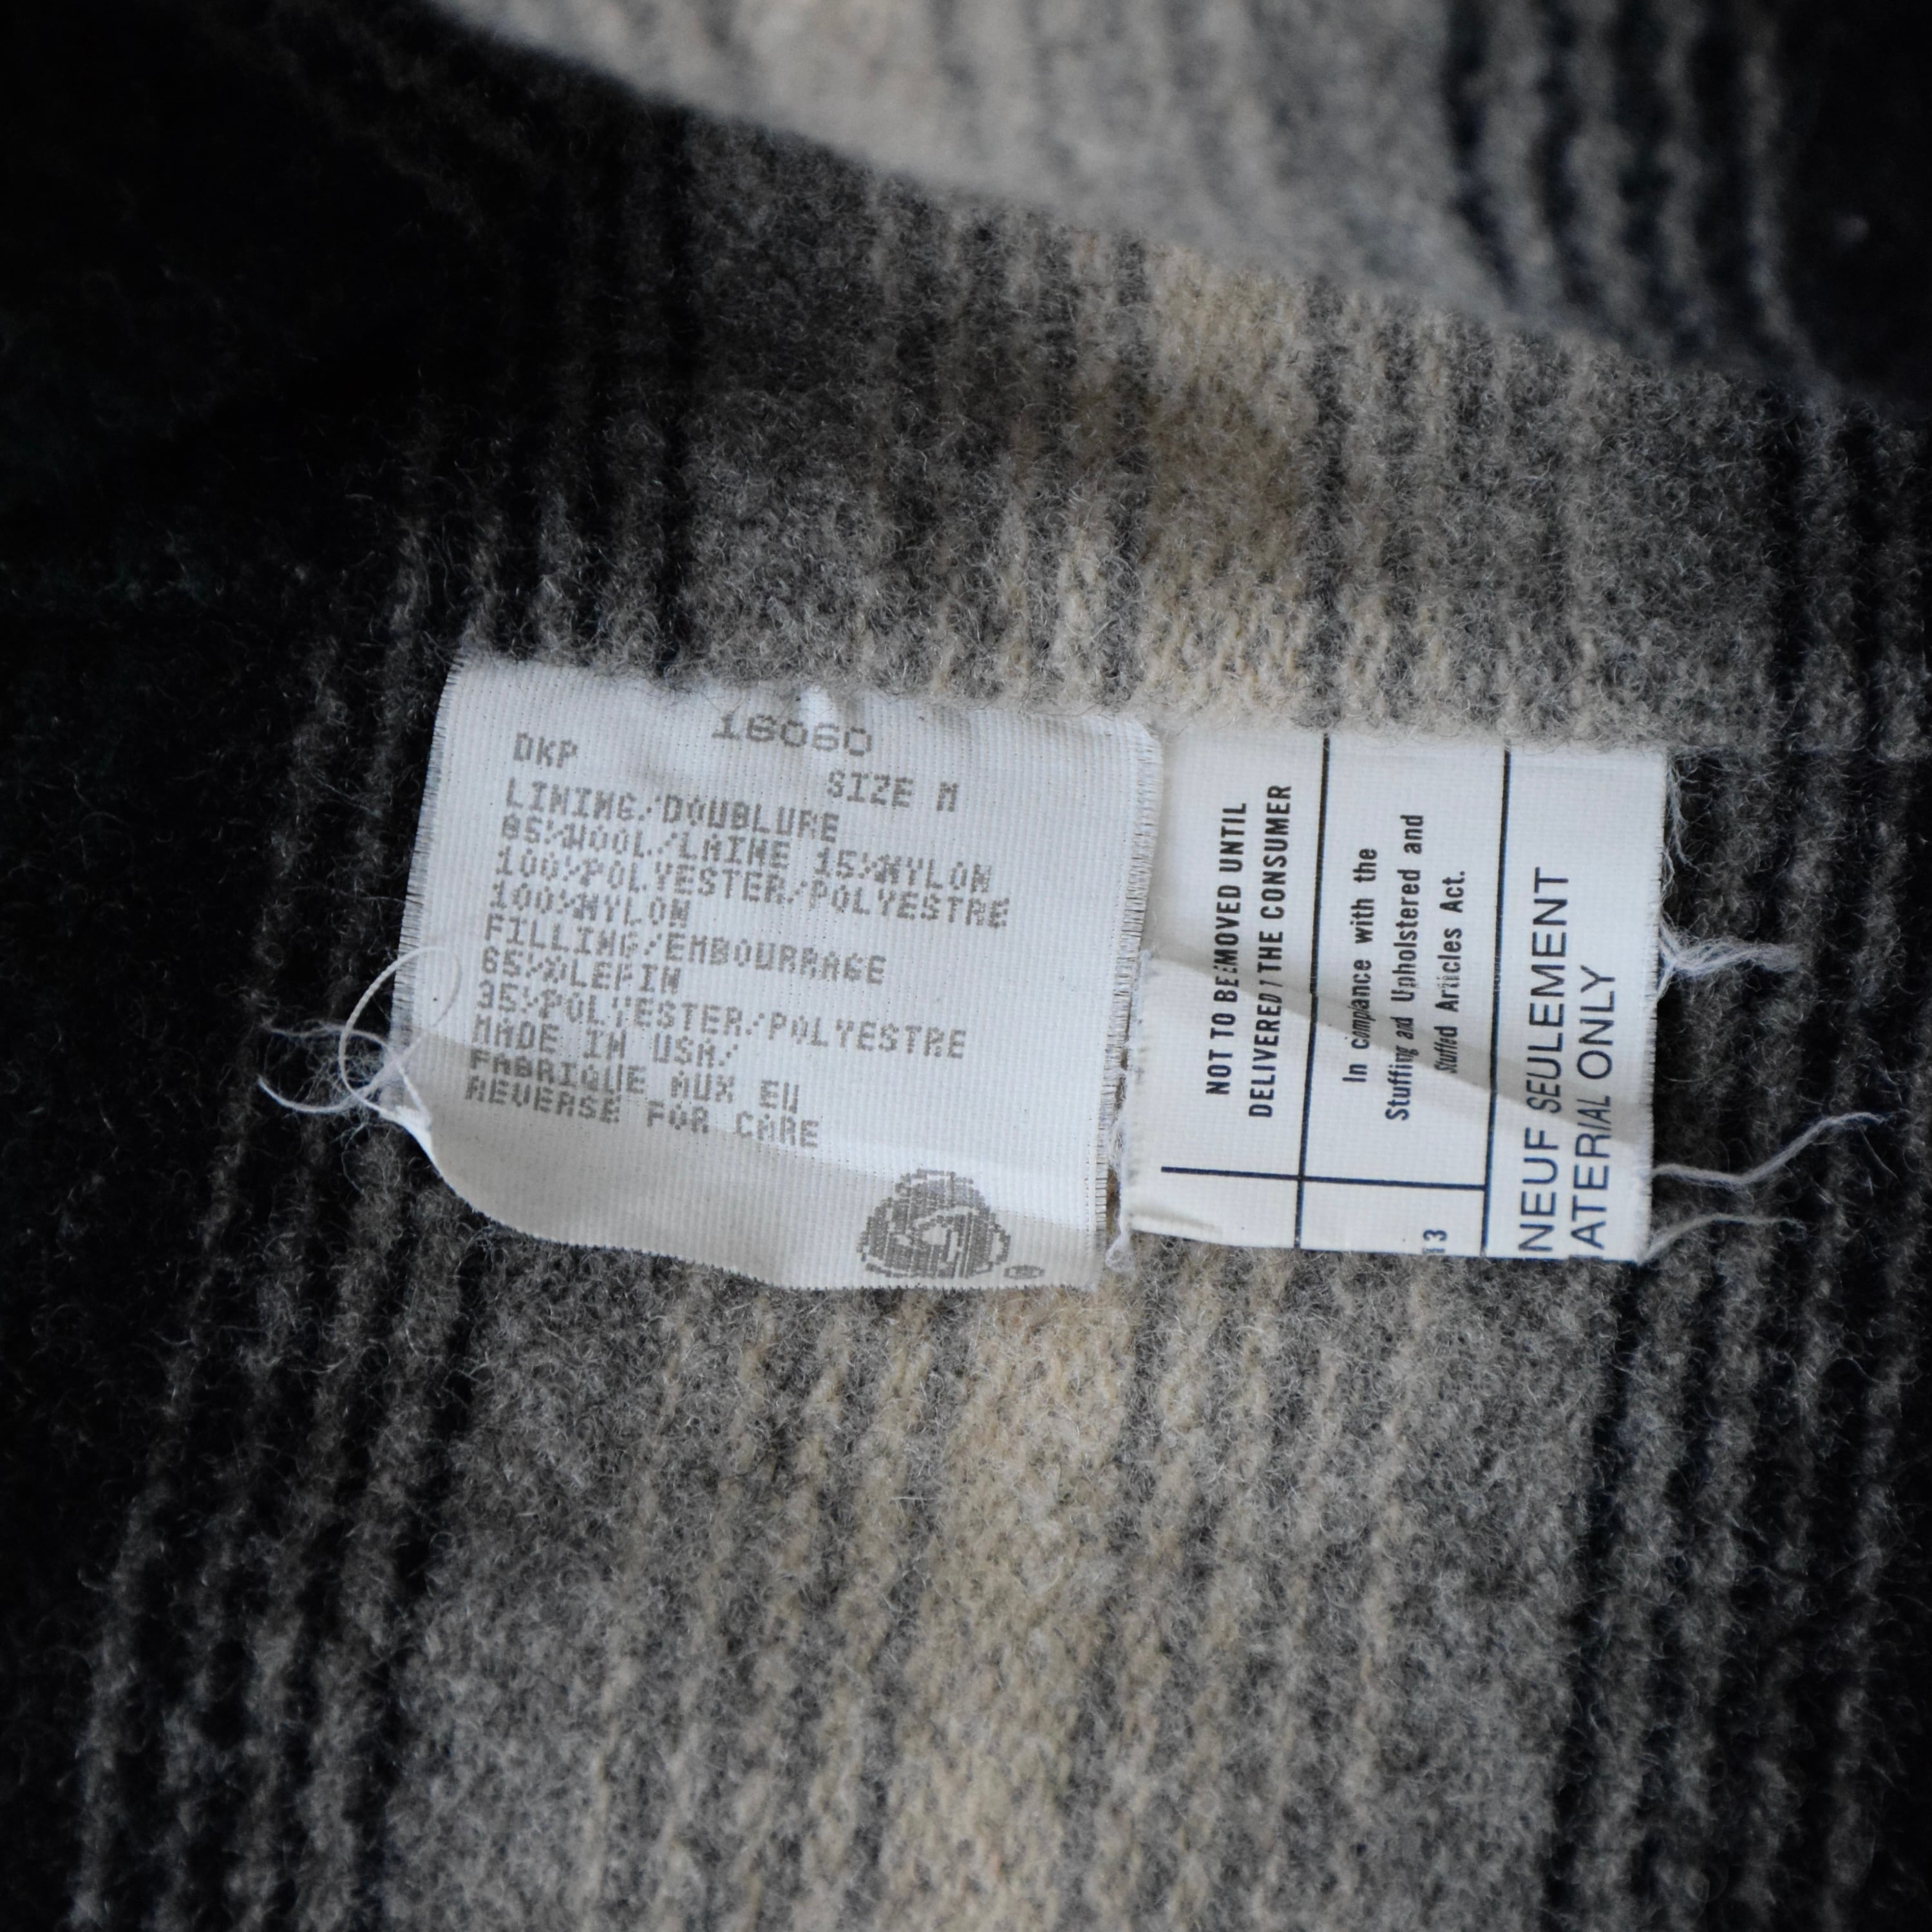 16060
DKP
SIZE M
LINING/DOUBLURE
85%WOOL/LAINE 15%NYLON
100%POLYESTER/POLYESTRE
100%NYLON
FILLING/EMBOURRAGE
65%OLEFIN
35%POLYESTER/POLYESTRE
MADE IN USA/
FABRIQUE AUX EU
REVERSE FOR CARE
NOT TO BE REMOVED UNTIL
DELIVERED THE CONSUMER
In compliance with the
Stuffing and Upholstered and
Stuffed Articles Act.
13
NEUF SEULEMENT
ATERIAL ONLY